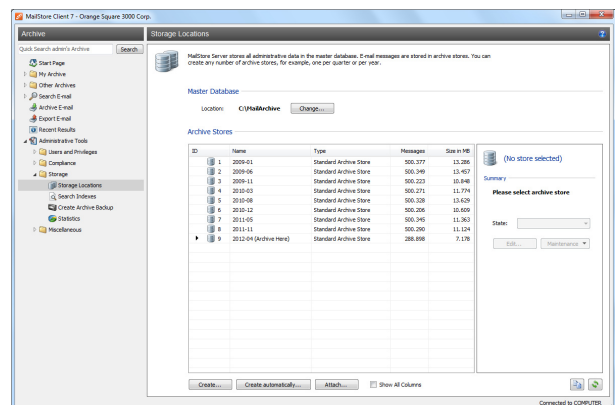 MailStore Client 7 - Orange Square 3000 Corp.
Archive
Storage Locations
Quick Search admin's Archive Search
Start Page
My Archive
Other Archives
Search E-mail
Archive E-mail
Export E-mail
Recent Results
Administrative Tools
Users and Privileges
Compliance
Storage
Storage Locations
Search Indexes
Create Archive Backup
Statistics
Miscellaneous
MailStore Server stores all administrative data in the master database. E-mail messages are stored in archive stores. You can
create any number of archive stores, for example, one per quarter or per year.
Master Database
Location: C:\MailArchive Change...
Archive Stores
ID Name Type Messages Size in MB
1 2009-01 Standard Archive Store 500.377 13.286
2 2009-06 Standard Archive Store 500.349 13.457
3 2009-11 Standard Archive Store 500.223 10.848
4 2010-03 Standard Archive Store 500.271 11.774
5 2010-08 Standard Archive Store 500.328 13.629
6 2010-12 Standard Archive Store 500.206 10.609
7 2011-05 Standard Archive Store 500.345 11.363
8 2011-11 Standard Archive Store 500.290 11.124
9 2012-04 (Archive Here) Standard Archive Store 288.898 7.178
(No store selected)
Summary
Please select archive store
State:
Edit... Maintenance
Create... Create automatically... Attach... Show All Columns
Connected to COMPUTER